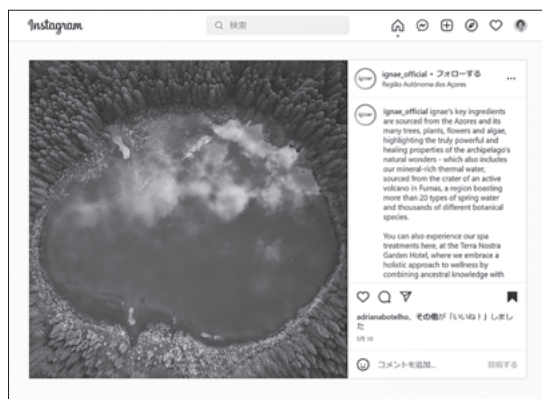 Instagram
検索
ignae_official • フォローする
Região Autónoma dos Açores
ignae_official ignae's key ingredients
are sourced from the Azores and its
many trees, plants, flowers and algae,
highlighting the truly powerful and
healing properties of the archipelago's
natural wonders - which also includes
our mineral-rich thermal water,
sourced from the crater of an active
volcano in Furnas, a region boasting
more than 20 types of spring water
and thousands of different botanical
species.
You can also experience our spa
treatments here, at the Terra Nostra
Garden Hotel, where we embrace a
holistic approach to wellness by
combining ancestral knowledge with
adrianabotelho、その他が「いいね！」しまし
た
5月 10
コメントを追加...
投稿する